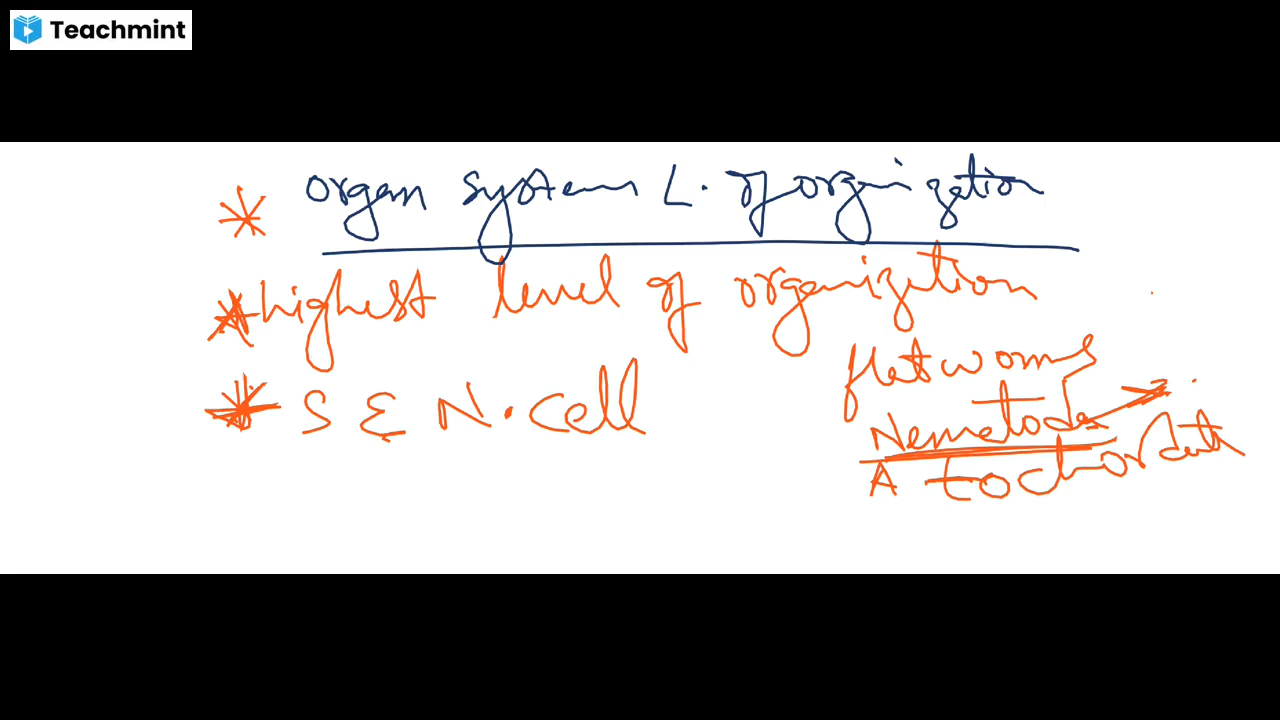 Teachmint
organ system L. of organization
highest level of organization
flatworms
S E N. cell
Nematode
A to chordata